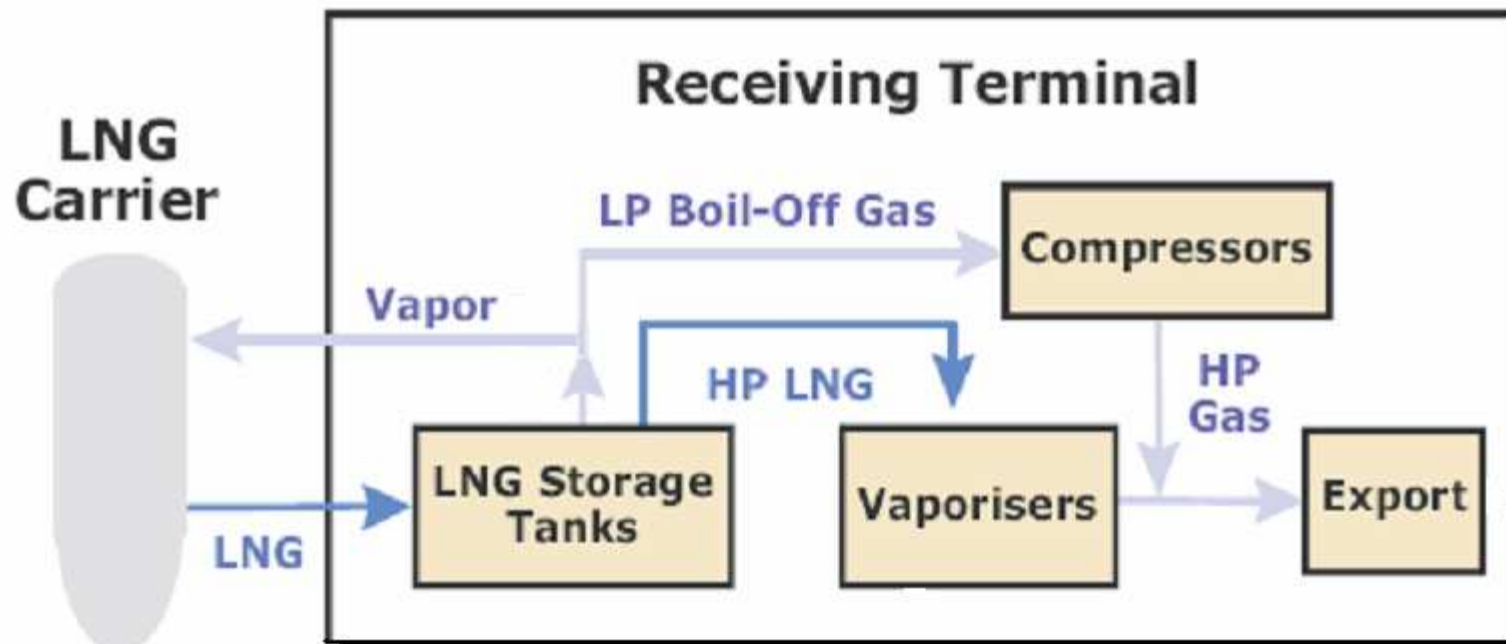 Receiving Terminal
LNG
Carrier
LP Boil-Off Gas
Compressors
Vapor
HP LNG
HP
Gas
LNG Storage
Tanks
Vaporisers
Export
LNG